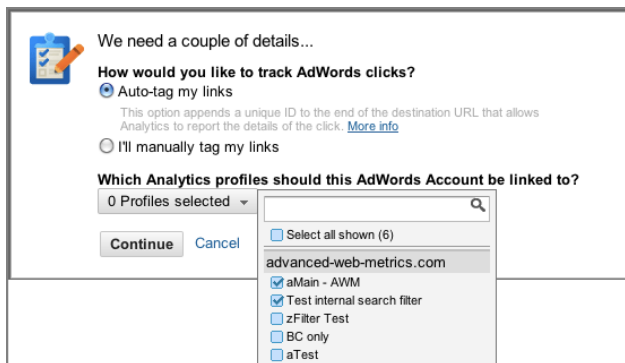 We need a couple of details...
How would you like to track AdWords clicks?
Auto-tag my links
This option appends a unique ID to the end of the destination URL that allows
Analytics to report the details of the click. More info
I'll manually tag my links
Which Analytics profiles should this AdWords Account be linked to?
0 Profiles selected
Select all shown (6)
Continue Cancel
advanced-web-metrics.com
aMain - AWM
Test internal search filter
zFilter Test
BC only
aTest